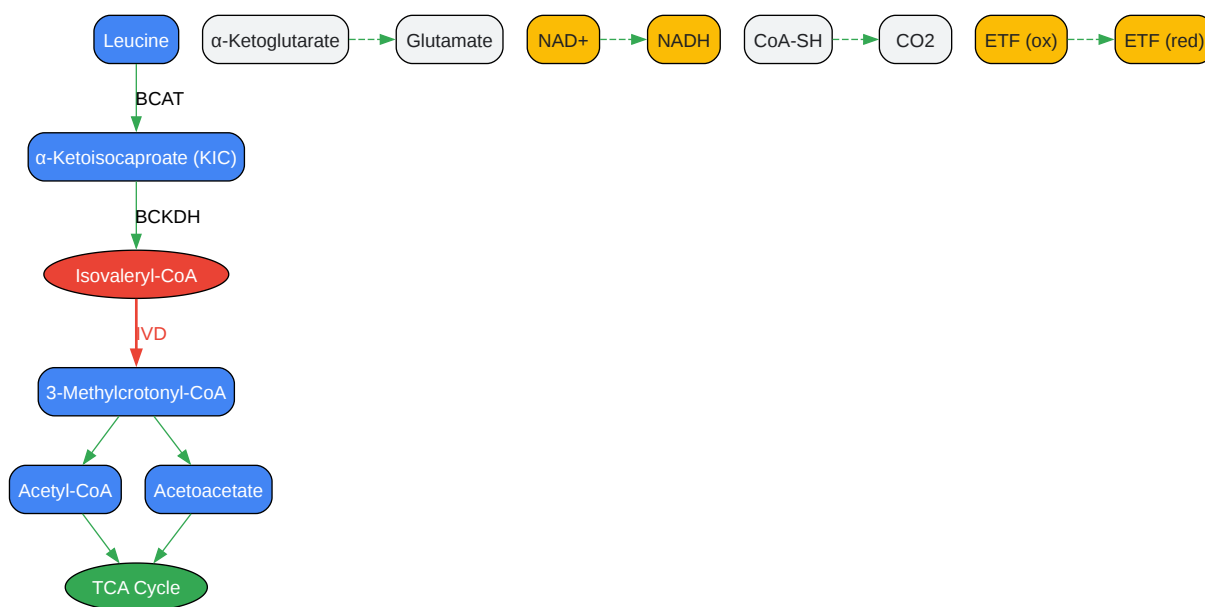 Leucine
α-Ketoglutarate
Glutamate
NAD+
NADH
CoA-SH
CO2
ETF (ox)
ETF (red)
BCAT
α-Ketoisocaproate (KIC)
BCKDH
Isovaleryl-CoA
IVD
3-Methylcrotonyl-CoA
Acetyl-CoA
Acetoacetate
TCA Cycle